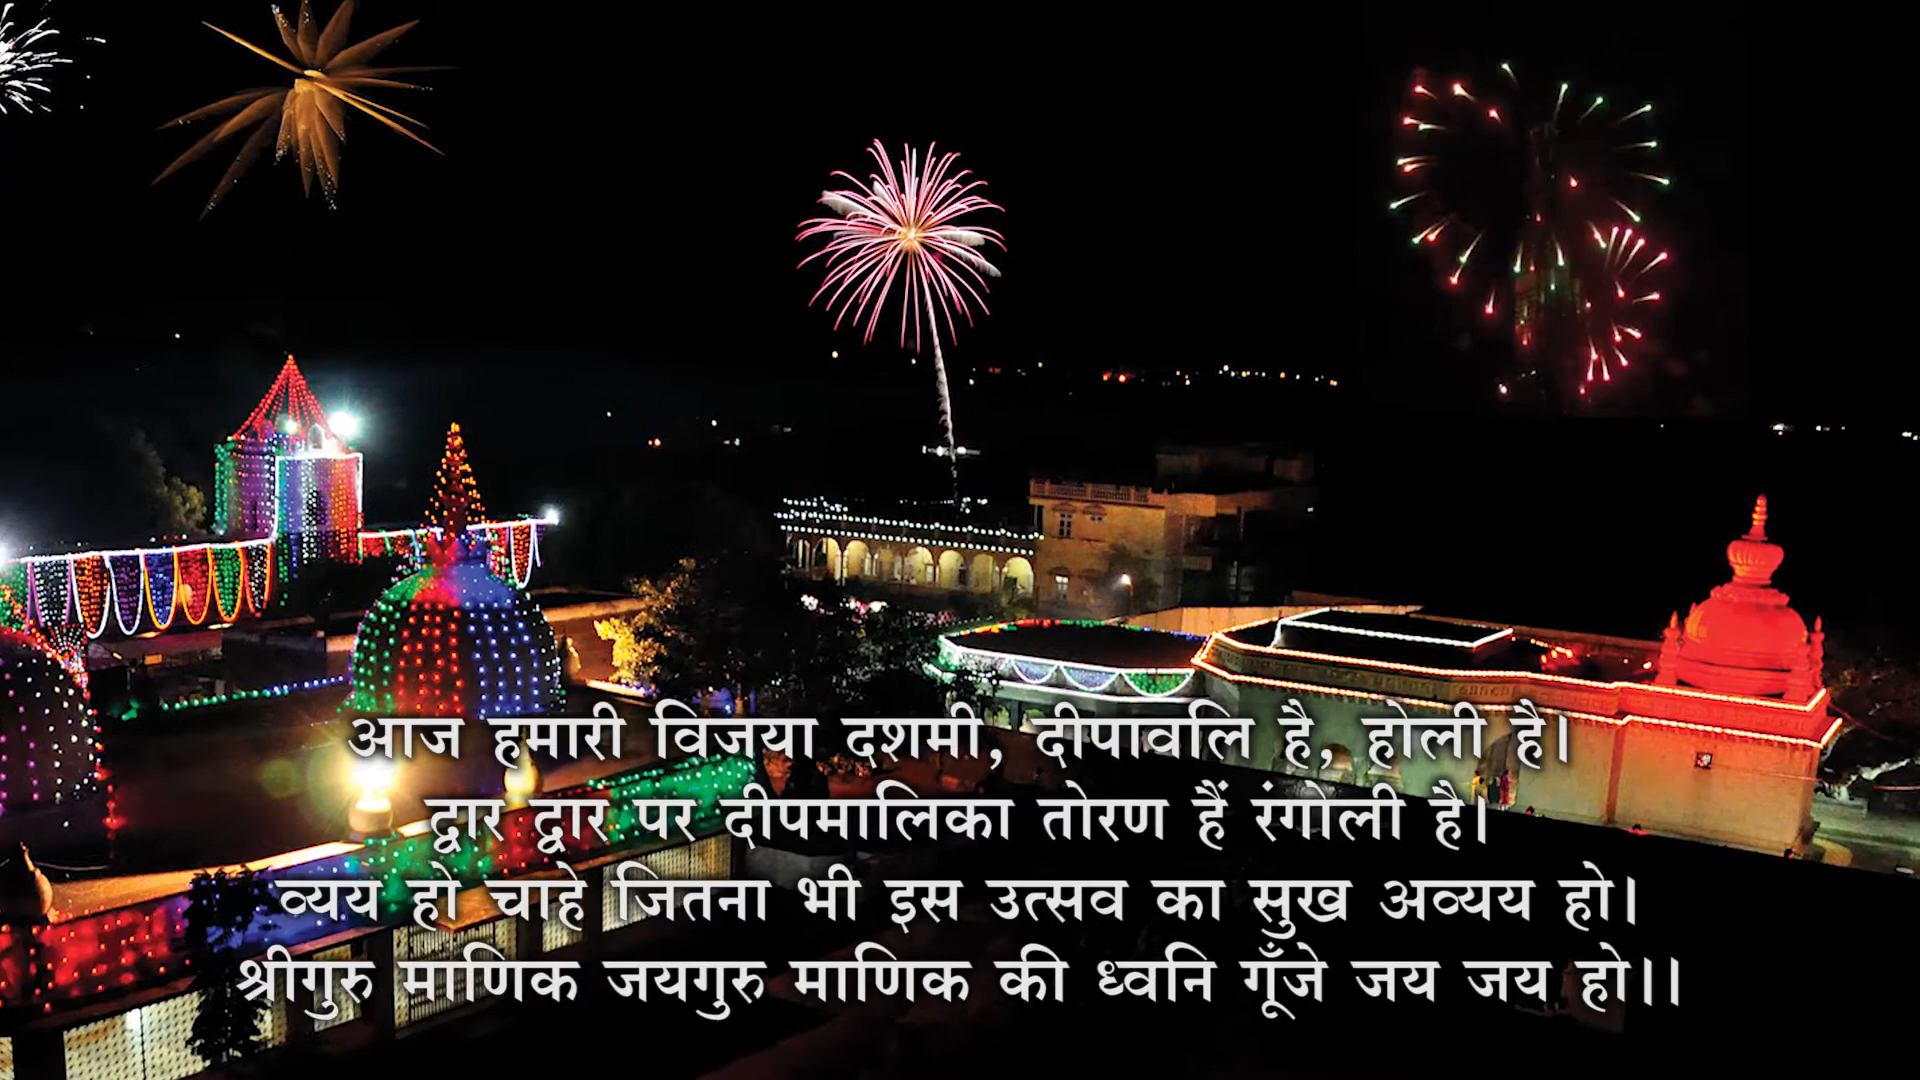 आज हमारी विजया दशमी, दीपावलि है, होली है।
द्वार द्वार पर दीपमालिका तोरण हैं रंगोली है।
व्यय हो चाहे जितना भी इस उत्सव का सुख अव्यय हो।
श्रीगुरु माणिक जयगुरु माणिक की ध्वनि गूँजे जय जय हो।।